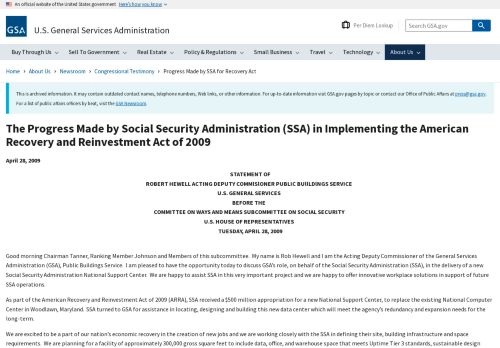 An official website of the United States government Here's how you know
GSA U.S. General Services Administration
Per Diem Lookup
Search GSA.gov
Buy Through Us Sell To Government Real Estate Policy & Regulations Small Business Travel Technology About Us
Home › About Us › Newsroom › Congressional Testimony › Progress Made by SSA for Recovery Act
This is archived information. It may contain outdated contact names, telephone numbers, Web links, or other information. For up-to-date information visit GSA.gov pages by topic or contact our Office of Public Affairs at press@gsa.gov.
For a list of public affairs officers by beat, visit the GSA Newsroom.
The Progress Made by Social Security Administration (SSA) in Implementing the American
Recovery and Reinvestment Act of 2009
April 28, 2009
STATEMENT OF
ROBERT HEWELL ACTING DEPUTY COMMISIONER PUBLIC BUILDINGS SERVICE
U.S. GENERAL SERVICES
BEFORE THE
COMMITTEE ON WAYS AND MEANS SUBCOMMITTEE ON SOCIAL SECURITY
U.S. HOUSE OF REPRESENTATIVES
TUESDAY, APRIL 28, 2009
Good morning Chairman Tanner, Ranking Member Johnson and Members of this subcommittee. My name is Rob Hewell and I am the Acting Deputy Commissioner of the General Services
Administration (GSA), Public Buildings Service. I am pleased to have the opportunity today to discuss GSA's role, on behalf of the Social Security Administration (SSA), in the delivery of a new
Social Security Administration National Support Center. We are happy to assist SSA in this very important project and we are happy to offer innovative workplace solutions in support of future
SSA operations.
As part of the American Recovery and Reinvestment Act of 2009 (ARRA), SSA received a $500 million appropriation for a new National Support Center, to replace the existing National Computer
Center in Woodlawn, Maryland. SSA turned to GSA for assistance in locating, designing and building this new data center which will meet the agency's redundancy and expansion needs for the
long-term.
We are excited to be a part of our nation's economic recovery in the creation of new jobs and we are working closely with the SSA in defining their site, building infrastructure and space
requirements. We are planning for a facility of approximately 300,000 gross square feet to include data, office, and warehouse space that meets Uptime Tier 3 standards, sustainable design